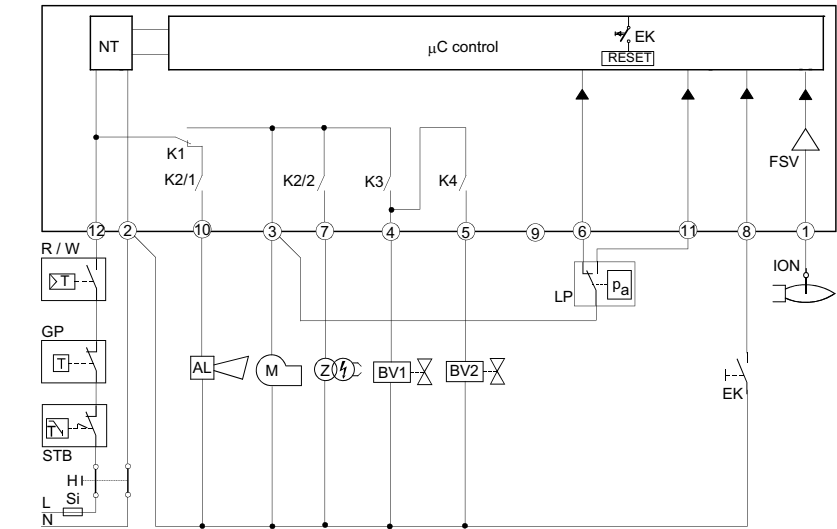 NT
µC control
EK
RESET
FSV
K1
K2/1
K2/2
K3
K4
12
2
10
3
7
4
5
9
6
11
8
1
R / W
T
LP
pa
ION
GP
T
AL
M
Z
BV1
BV2
EK
T
STB
H
Si
L
N